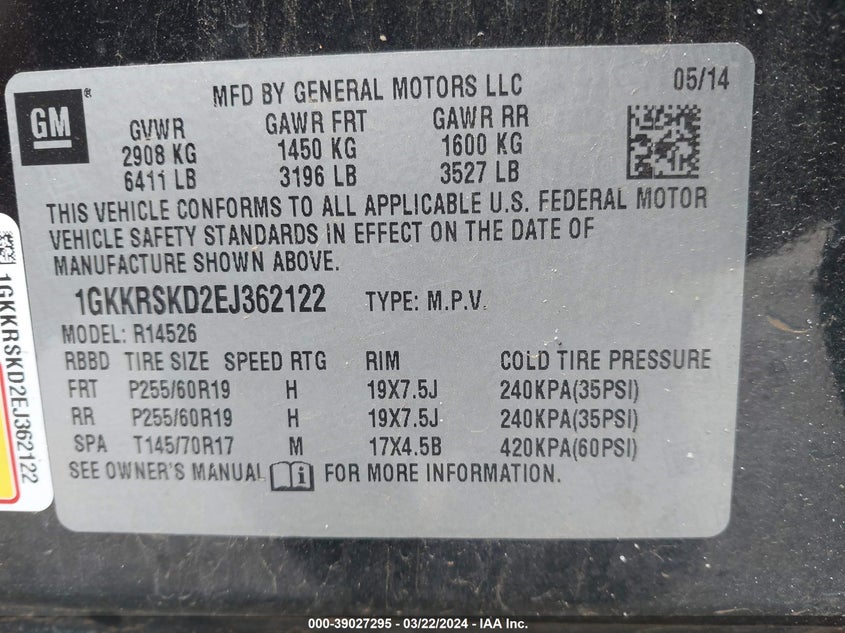 GM
MFD BY GENERAL MOTORS LLC
05/14
GVWR GAWR FRT GAWR RR
2908 KG 1450 KG 1600 KG
6411 LB 3196 LB 3527 LB
THIS VEHICLE CONFORMS TO ALL APPLICABLE U.S. FEDERAL MOTOR
VEHICLE SAFETY STANDARDS IN EFFECT ON THE DATE OF
MANUFACTURE SHOWN ABOVE.
1GKKRSKD2EJ362122 TYPE: M.P.V.
MODEL: R14526
RBBD TIRE SIZE SPEED RTG RIM COLD TIRE PRESSURE
FRT P255/60R19 H 19X7.5J 240KPA(35PSI)
RR P255/60R19 H 19X7.5J 240KPA(35PSI)
SPA T145/70R17 M 17X4.5B 420KPA(60PSI)
SEE OWNER'S MANUAL i FOR MORE INFORMATION.
1GKKRSKD2EJ362122
000-39027295 - 03/22/2024 - IAA Inc.